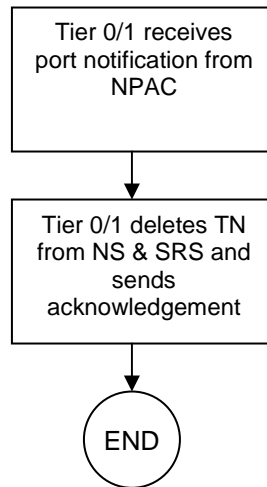 Tier 0/1 receives
port notification from
NPAC
Tier 0/1 deletes TN
from NS & SRS and
sends
acknowledgement
END